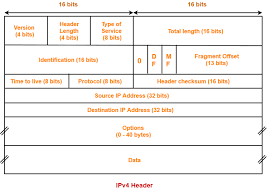 16 bits 16 bits
Version (4 bits) Header Length (4 bits) Type of Service (8 bits) Total length (16 bits)
Identification (16 bits) 0 D F M F Fragment Offset (13 bits)
Time to live (8 bits) Protocol (8 bits) Header checksum (16 bits)
Source IP Address (32 bits)
Destination IP Address (32 bits)
Options
(0 - 40 bytes)
Data
IPv4 Header